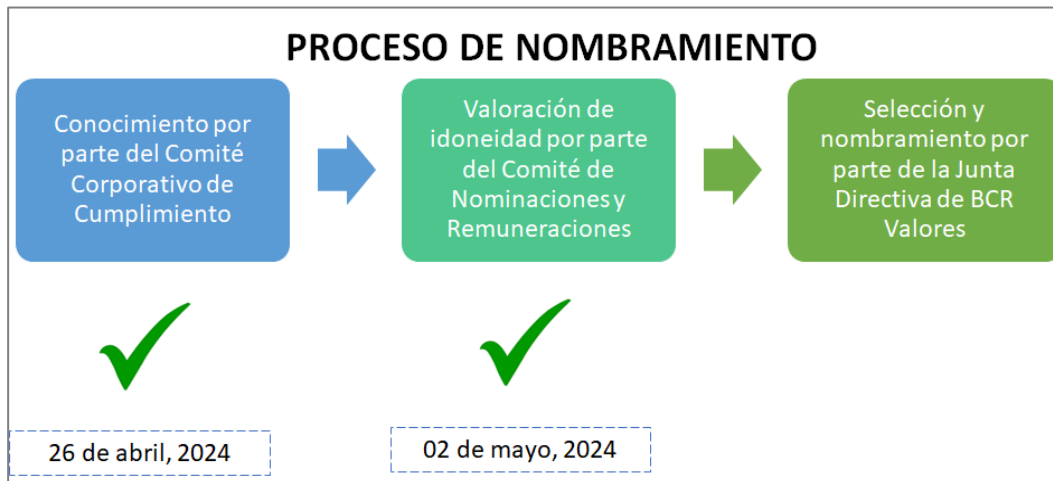 PROCESO DE NOMBRAMIENTO
Conocimiento por
parte del Comité
Corporativo de
Cumplimiento
Valoración de
idoneidad por parte
del Comité de
Nominaciones y
Remuneraciones
Selección y
nombramiento por
parte de la Junta
Directiva de BCR
Valores
26 de abril, 2024
02 de mayo, 2024